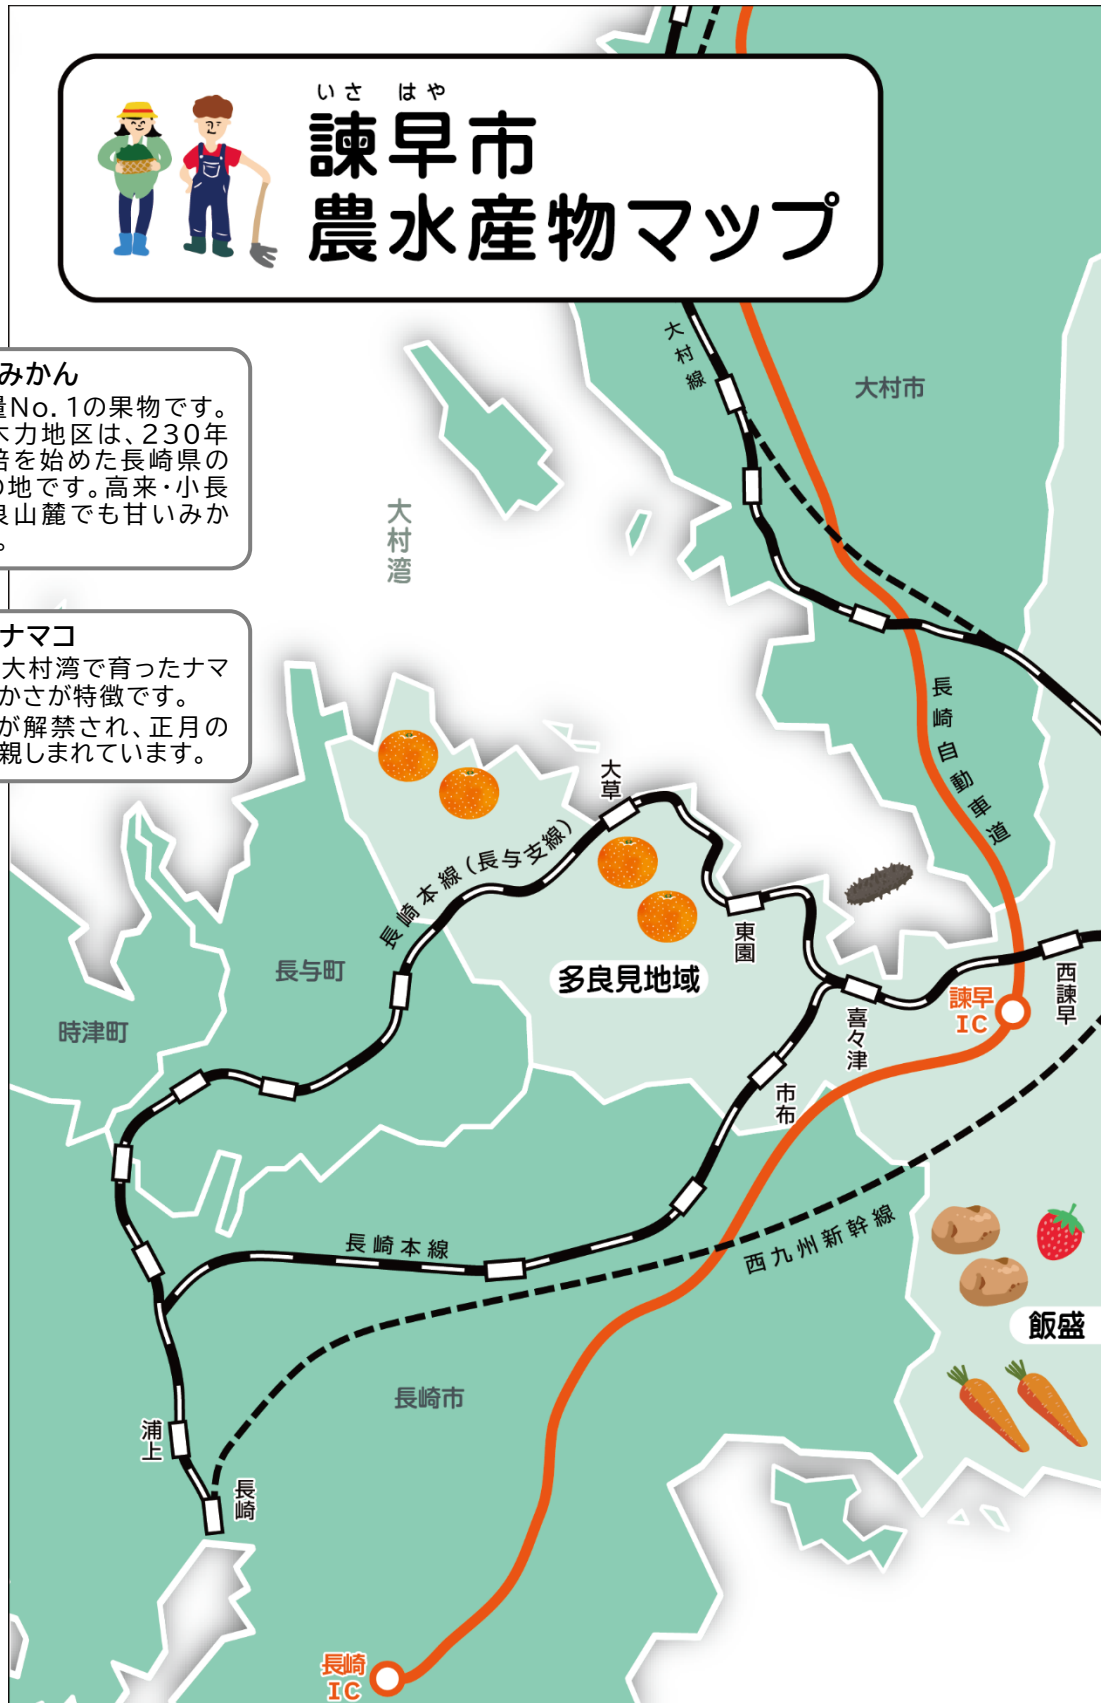 いさ はや
諫早市
農水産物マップ
みかん
量No.1の果物です。
木力地区は、230年
培を始めた長崎県の
の地です。高来・小長
良山麓でも甘いみか
。
ナマコ
大村湾で育ったナマ
かさが特徴です。
が解禁され、正月の
親しまれています。
大村線
大村市
大村湾
長崎自動車道
大草
長崎本線(長与支線)
東園
多良見地域
長与町
時津町
西諫早
諫早
IC
喜々津
市布
長崎本線
西九州新幹線
飯盛
長崎市
浦上
長崎
長崎
IC